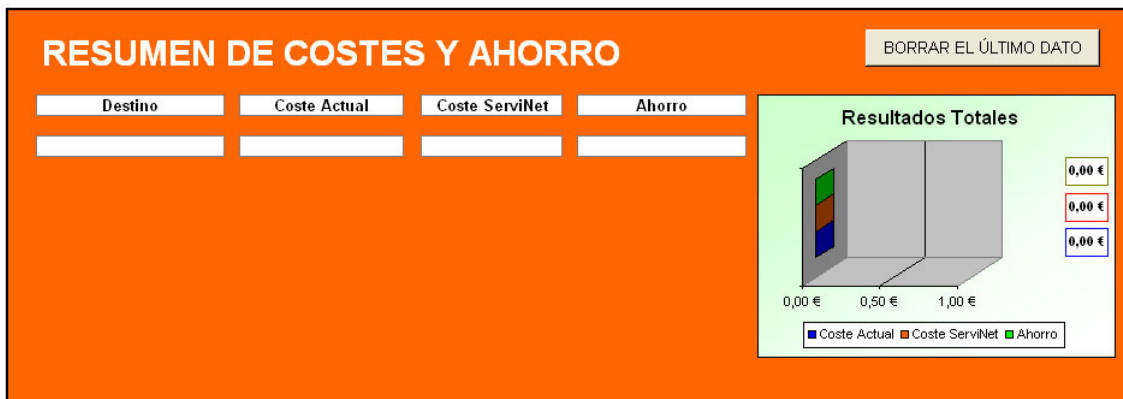 RESUMEN DE COSTES Y AHORRO
BORRAR EL ÚLTIMO DATO
Destino Coste Actual Coste ServiNet Ahorro
Resultados Totales
0,00 €
0,00 €
0,00 €
0,00 € 0,50 € 1,00 €
Coste Actual Coste ServiNet Ahorro